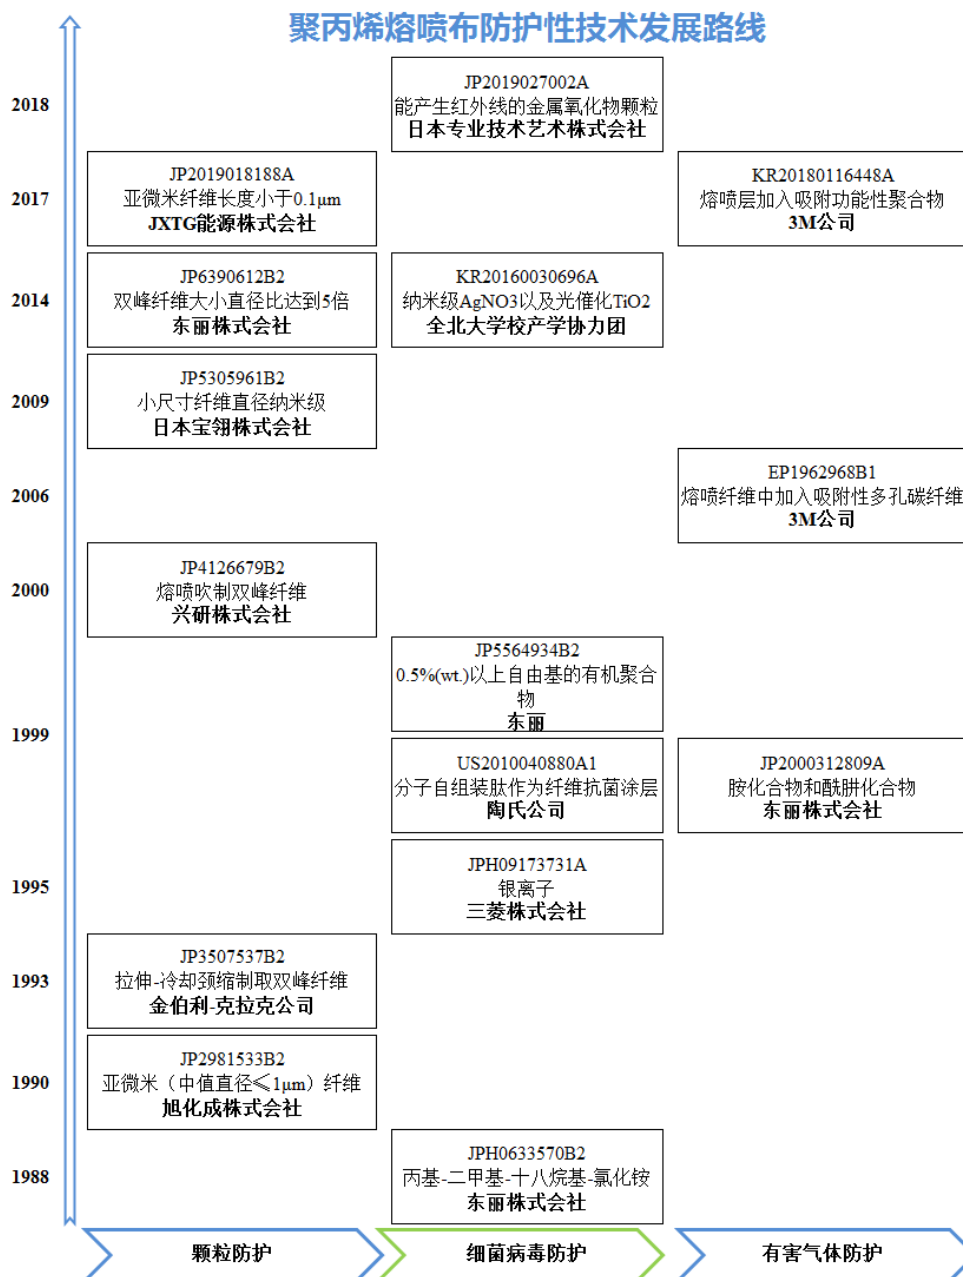 聚丙烯熔喷布防护性技术发展路线
2018
JP2019027002A
能产生红外线的金属氧化物颗粒
日本专业技术艺术株式会社
2017
JP2019018188A
亚微米纤维长度小于0.1μm
JXTG能源株式会社
KR20180116448A
熔喷层加入吸附功能性聚合物
3M公司
2014
JP6390612B2
双峰纤维大小直径比达到5倍
东丽株式会社
KR20160030696A
纳米级AgNO3以及光催化TiO2
全北大学校产学协力团
2009
JP5305961B2
小尺寸纤维直径纳米级
日本宝翎株式会社
2006
EP1962968B1
熔喷纤维中加入吸附性多孔碳纤维
3M公司
2000
JP4126679B2
熔喷吹制双峰纤维
兴研株式会社
1999
JP5564934B2
0.5%(wt.)以上自由基的有机聚合
物
东丽
US2010040880A1
分子自组装肽作为纤维抗菌涂层
陶氏公司
JP2000312809A
胺化合物和酰肼化合物
东丽株式会社
1995
JPH09173731A
银离子
三菱株式会社
1993
JP3507537B2
拉伸-冷却颈缩制取双峰纤维
金伯利-克拉克公司
1990
JP2981533B2
亚微米（中值直径≤1μm）纤维
旭化成株式会社
1988
JPH0633570B2
丙基-二甲基-十八烷基-氯化铵
东丽株式会社
颗粒防护
细菌病毒防护
有害气体防护